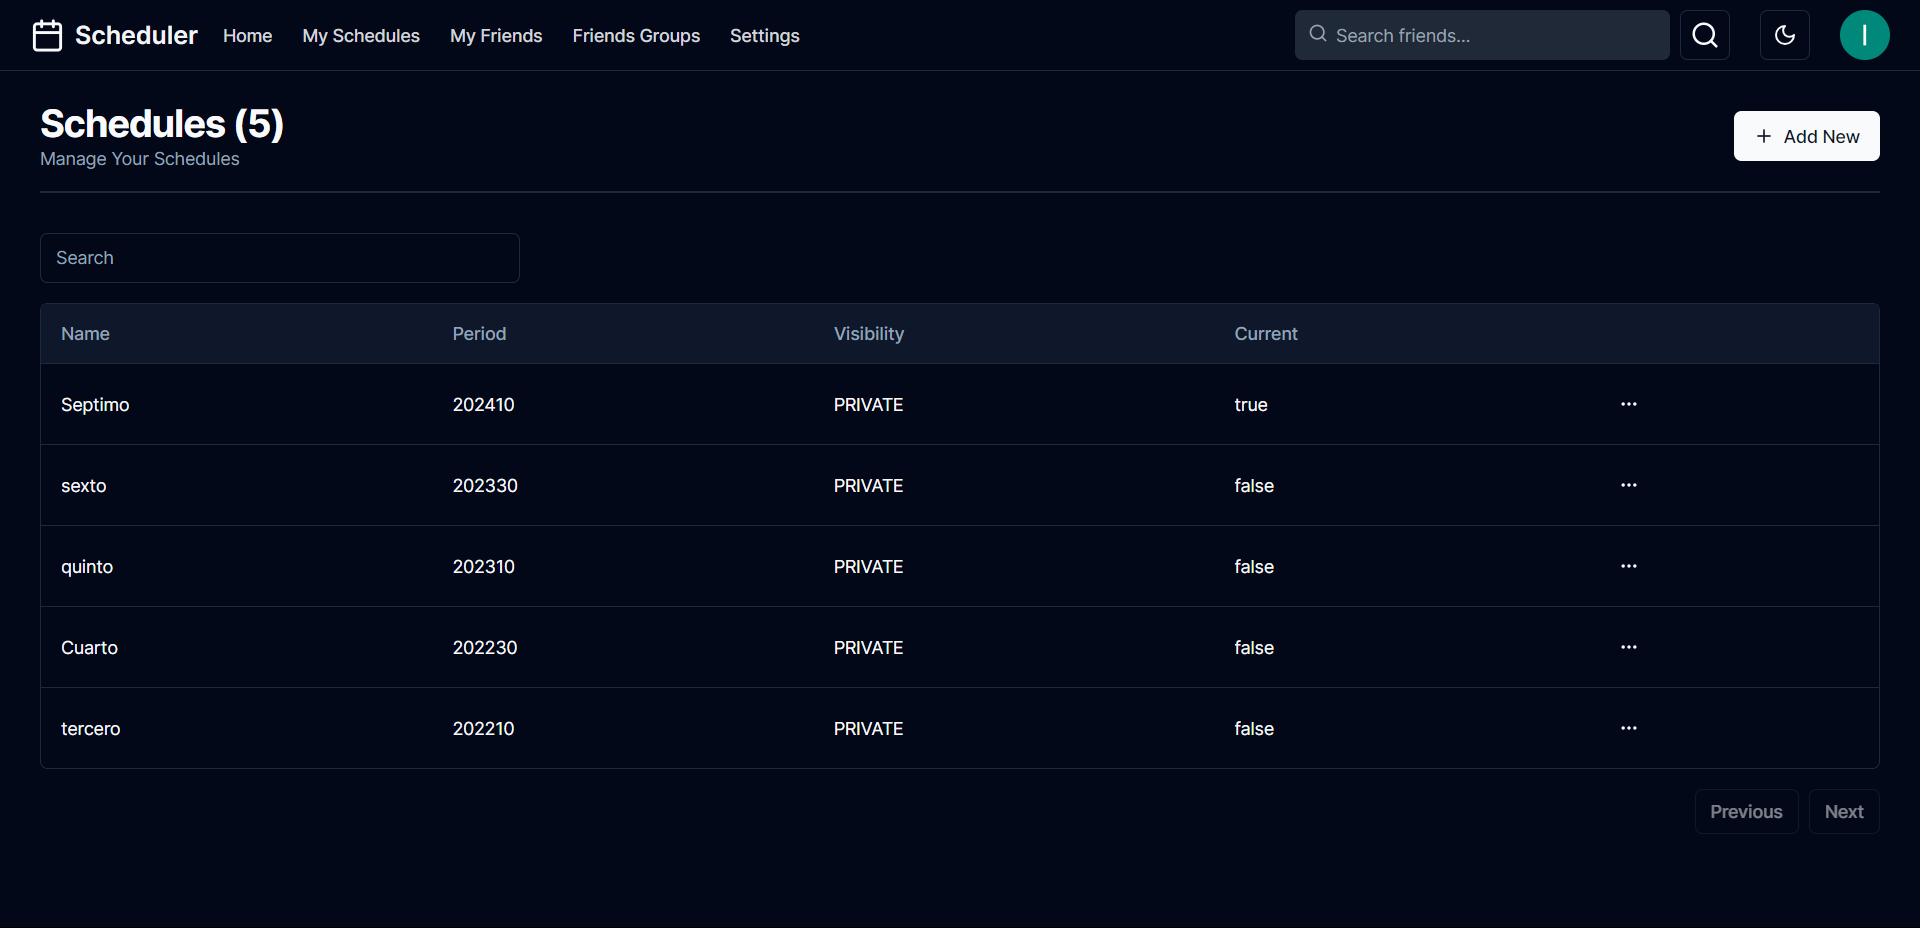 Scheduler Home My Schedules My Friends Friends Groups Settings Search friends... I
Schedules (5)
Manage Your Schedules
+ Add New
Search
Name Period Visibility Current
Septimo 202410 PRIVATE true ...
sexto 202330 PRIVATE false ...
quinto 202310 PRIVATE false ...
Cuarto 202230 PRIVATE false ...
tercero 202210 PRIVATE false ...
Previous Next